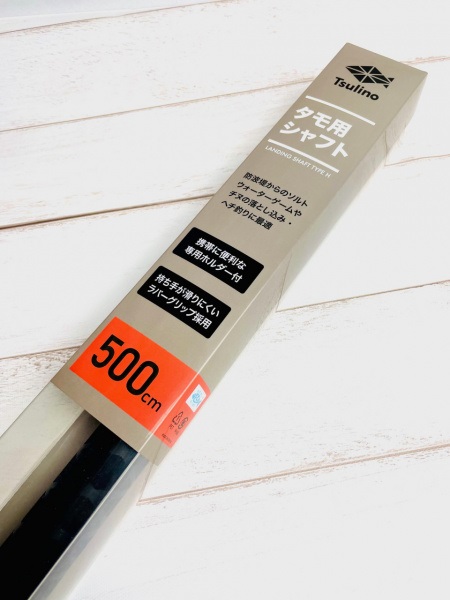 Tsulino
タモ用
シャフト
LANDING SHAFT TYPE H
防波堤からのソルト
ウォーターゲームや
チヌの落とし込み・
ヘチ釣りに最適
携帯に便利な
専用ホルダー付
持ち手が滑りにくい
ラバーグリップ採用
500cm